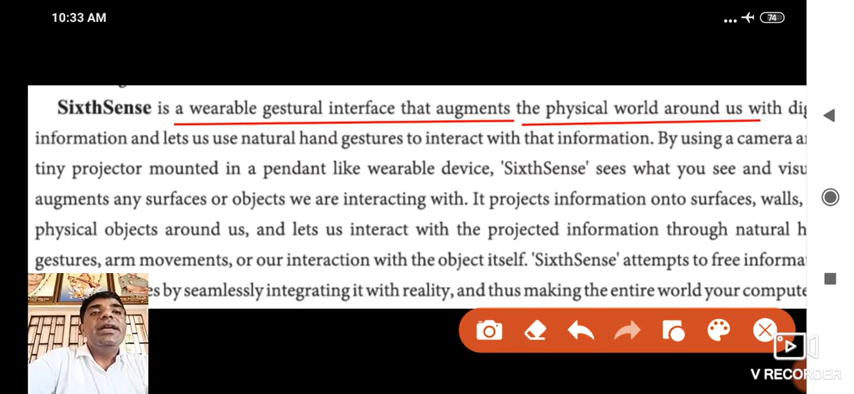 10:33 AM
74
SixthSense is a wearable gestural interface that augments the physical world around us with
information and lets us use natural hand gestures to interact with that information. By using a camera
tiny projector mounted in a pendant like wearable device, 'SixthSense' sees what you see and
augments any surfaces or objects we are interacting with. It projects information onto surfaces, walls,
physical objects around us, and lets us interact with the projected information through natural
gestures, arm movements, or our interaction with the object itself. 'SixthSense' attempts to free
by seamlessly integrating it with reality, and thus making the entire world your
V RECORDER